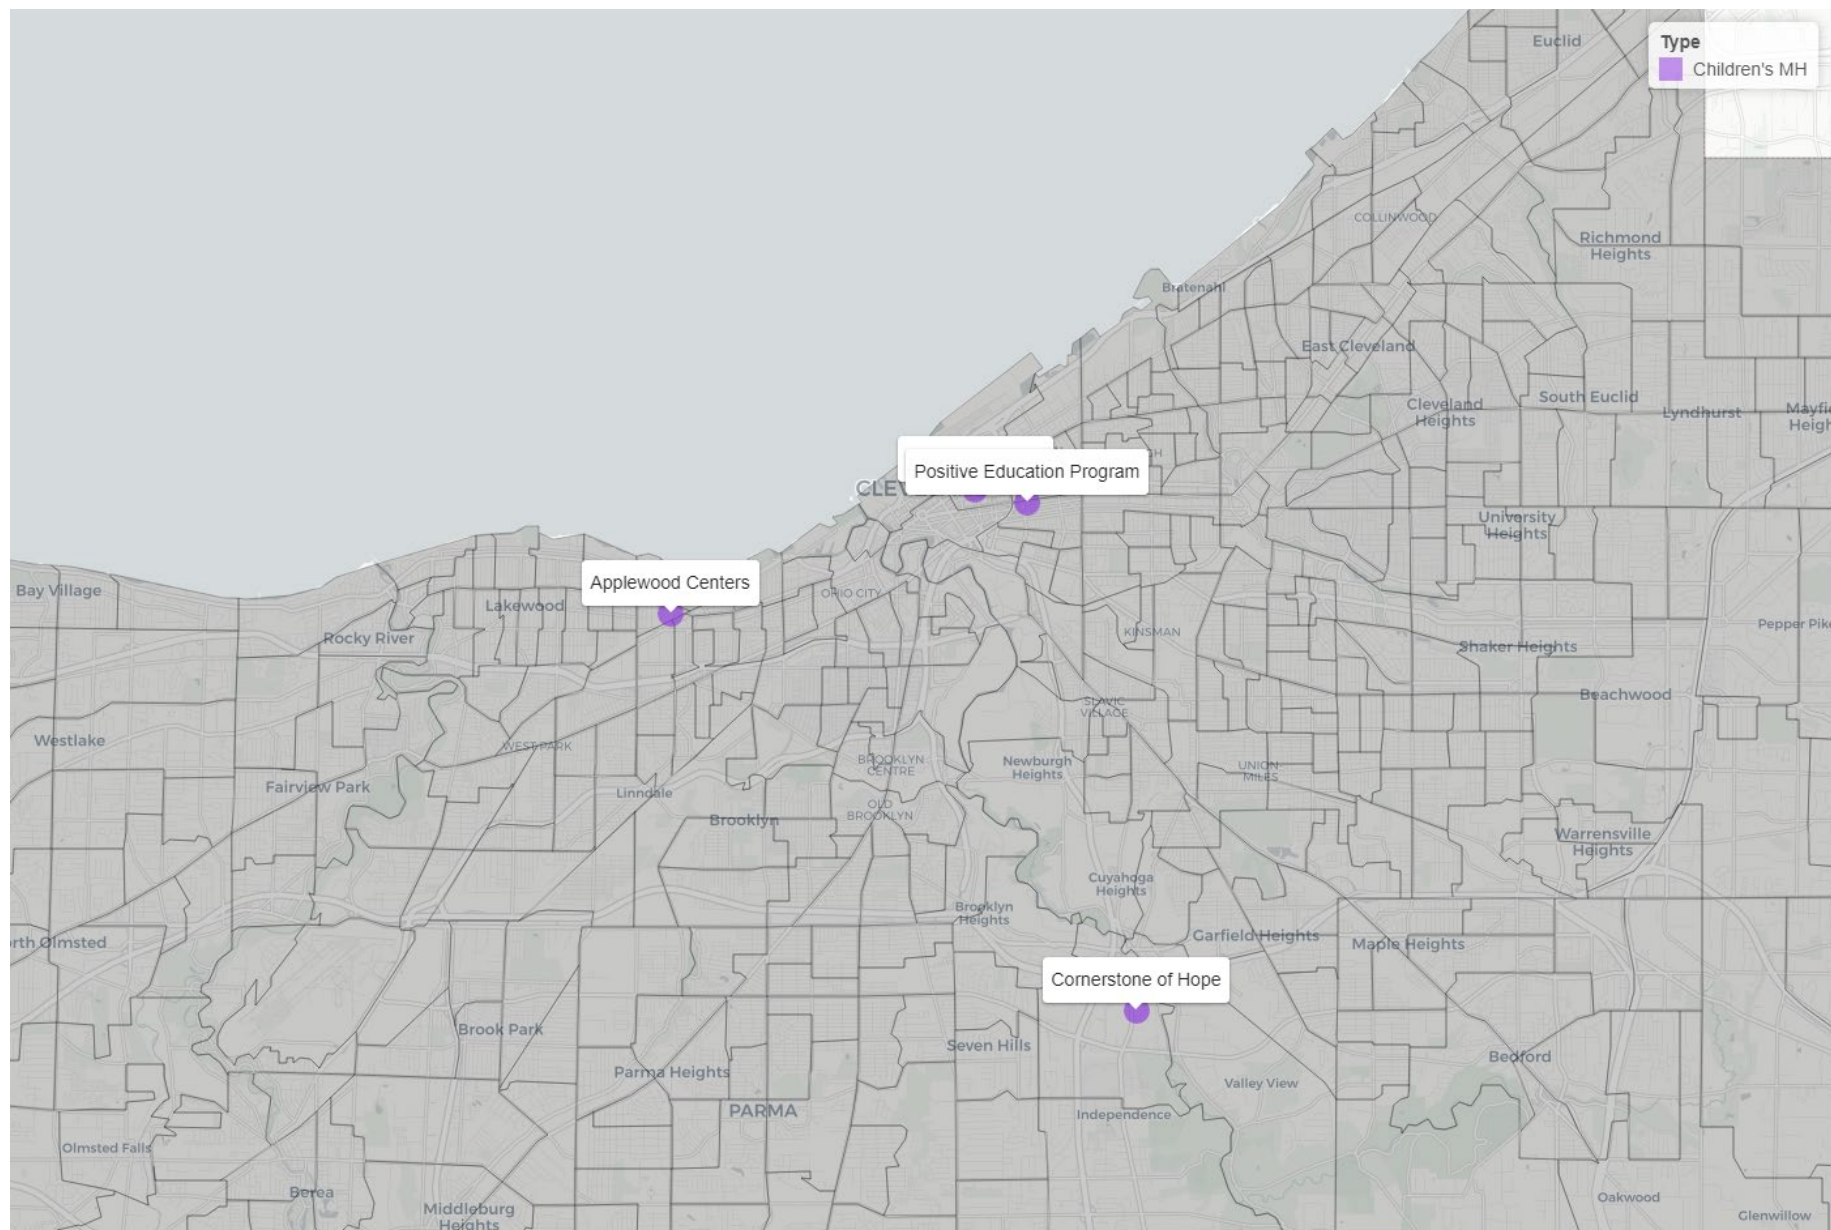 Euclid
Type
Children's MH
COLLINWOOD
Richmond
Heights
Bratenahl
East Cleveland
South Euclid
Cleveland
Heights
Lyndhurst
Positive Education Program
University
Heights
Applewood Centers
Bay Village
Lakewood
OHIO CITY
Rocky River
KINSMAN
Pepper Pike
Shaker Heights
Beachwood
SLAVIC
VILLAGE
Westlake
WEST PARK
BROOKLYN
CENTRE
Newburgh
Heights
UNION-
MILES
Fairview Park
Linndale
OLD
BROOKLYN
Brooklyn
Warrensville
Heights
Cuyahoga
Heights
Brooklyn
Heights
rth Olmsted
Garfield Heights
Maple Heights
Cornerstone of Hope
Brook Park
Seven Hills
Bedford
Parma Heights
Valley View
PARMA
Independence
Olmsted Falls
Berea
Middleburg
Heights
Oakwood
Glenwillow